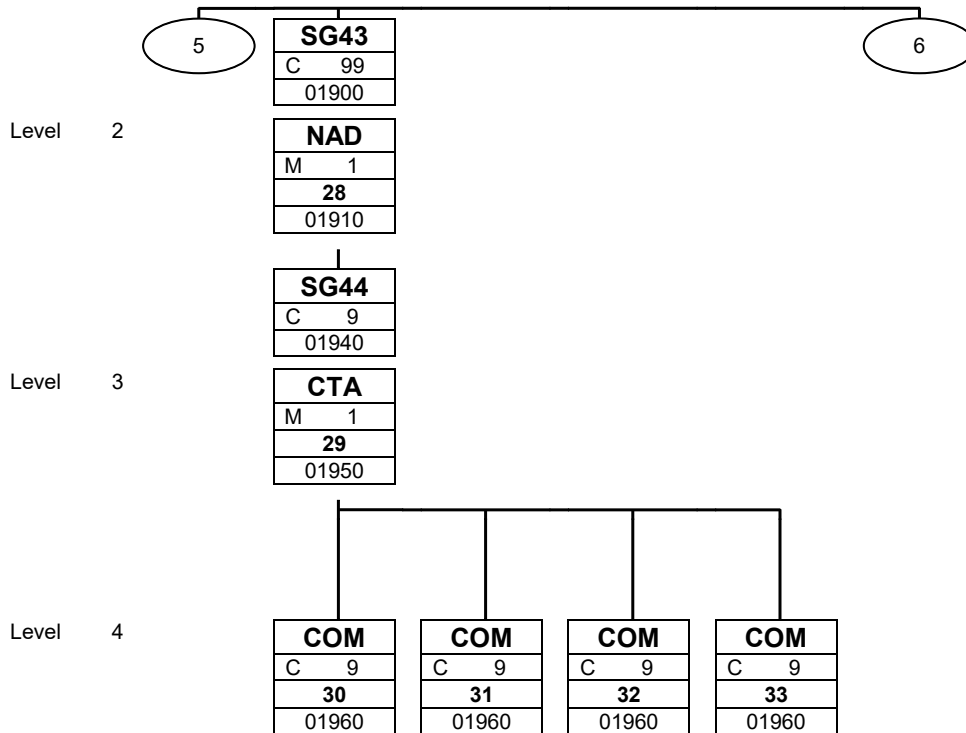 5
SG43
6
C 99
01900
Level 2
NAD
M 1
28
01910
SG44
C 9
01940
Level 3
CTA
M 1
29
01950
Level 4
COM COM COM COM
C 9 C 9 C 9 C 9
30 31 32 33
01960 01960 01960 01960